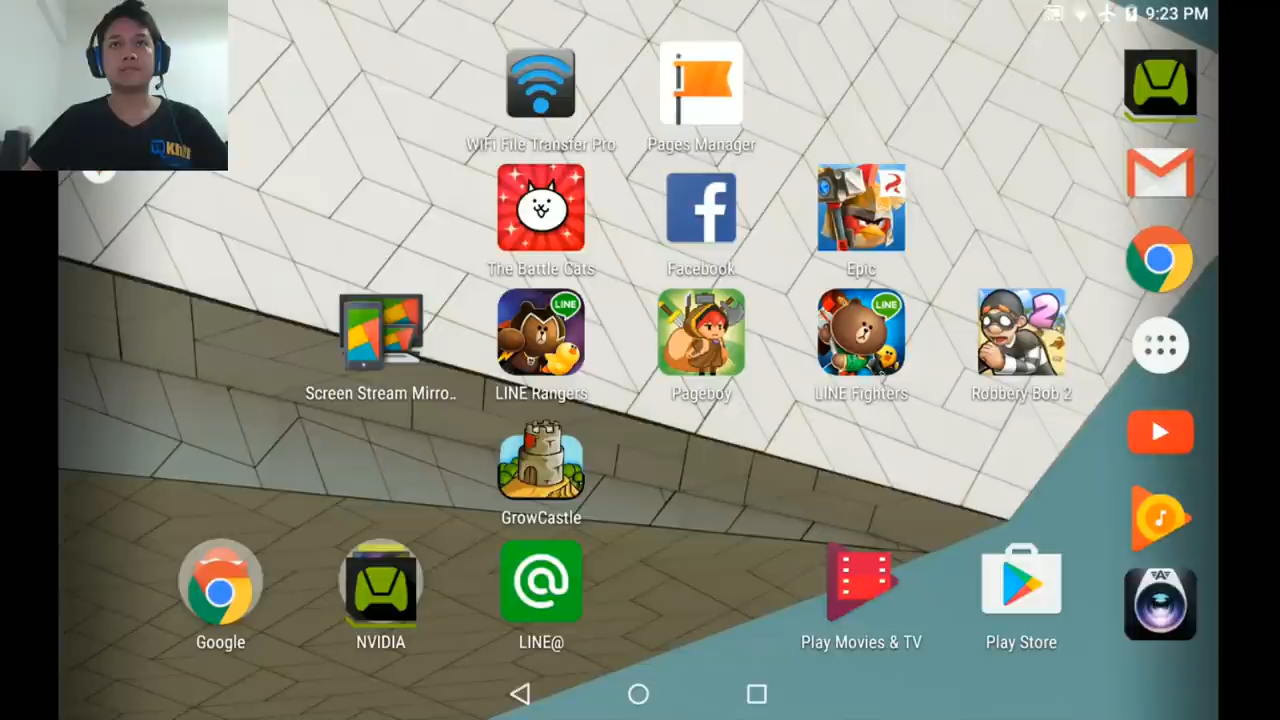 9:23 PM
WiFi File Transfer Pro
Pages Manager
The Battle Cats
Facebook
Epic
LINE
LINE
2
Screen Stream Mirro..
LINE Rangers
Pageboy
LINE Fighters
Robbery Bob 2
GrowCastle
Google
NVIDIA
LINE@
Play Movies & TV
Play Store